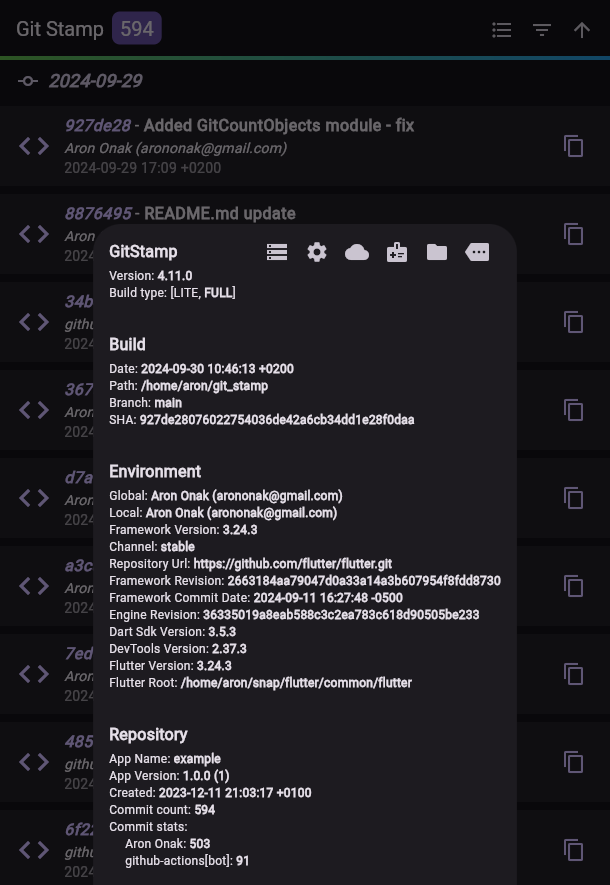 Git Stamp 594
2024-09-29
927de28 - Added GitCountObjects module - fix
Aron Onak (arononak@gmail.com)
2024-09-29 17:09 +0200
8876495 - README.md update
Aron
2024
34b
githu
2024
367
Aron
2024
d7a
Aron
2024
a3c
Aron
2024
7ed
Aron
2024
485
githu
2024
6f22
githu
2024
GitStamp
Version: 4.11.0
Build type: [LITE, FULL]
Build
Date: 2024-09-30 10:46:13 +0200
Path: /home/aron/git_stamp
Branch: main
SHA: 927de28076022754036de42a6cb34dd1e28f0daa
Environment
Global: Aron Onak (arononak@gmail.com)
Local: Aron Onak (arononak@gmail.com)
Framework Version: 3.24.3
Channel: stable
Repository Url: https://github.com/flutter/flutter.git
Framework Revision: 2663184aa79047d0a33a14a3b607954f8fdd8730
Framework Commit Date: 2024-09-11 16:27:48 -0500
Engine Revision: 36335019a8eab588c3c2ea783c618d90505be233
Dart Sdk Version: 3.5.3
DevTools Version: 2.37.3
Flutter Version: 3.24.3
Flutter Root: /home/aron/snap/flutter/common/flutter
Repository
App Name: example
App Version: 1.0.0 (1)
Created: 2023-12-11 21:03:17 +0100
Commit count: 594
Commit stats:
Aron Onak: 503
github-actions[bot]: 91